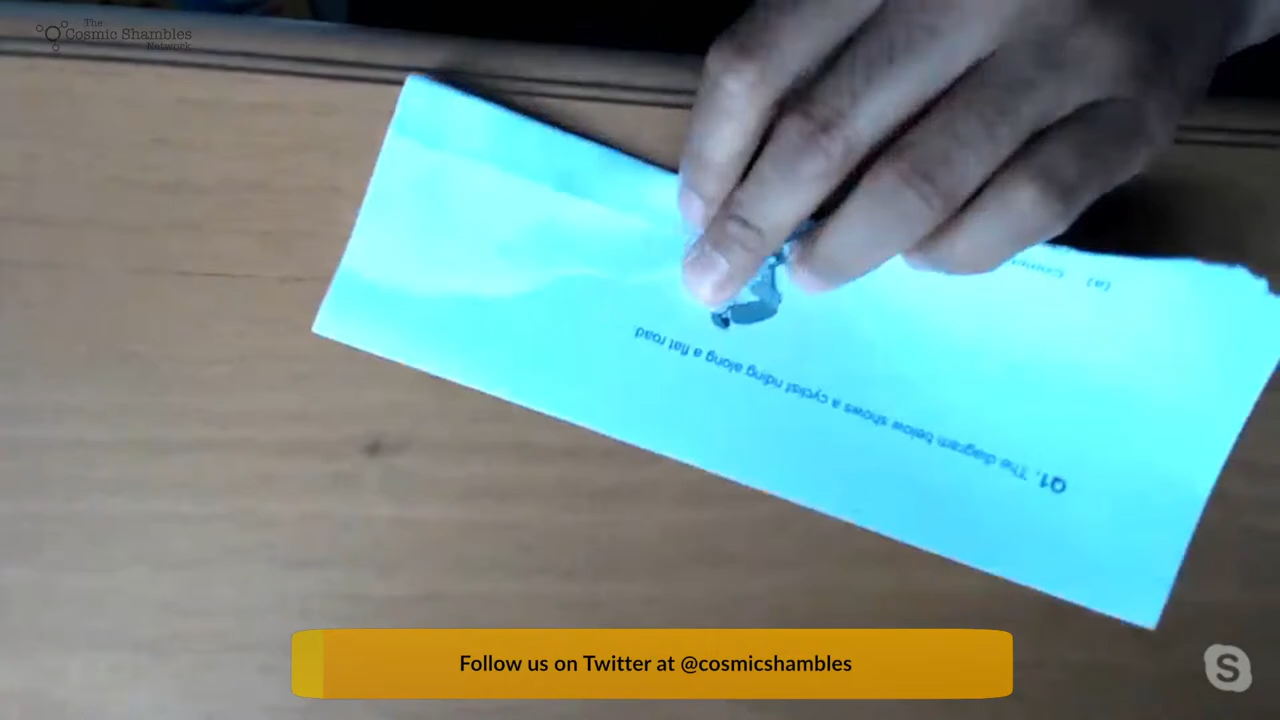 The
Cosmic Shambles
Network
(a)
Q1. The diagram below shows a cyclist riding along a flat road.
Follow us on Twitter at @cosmicshambles
S